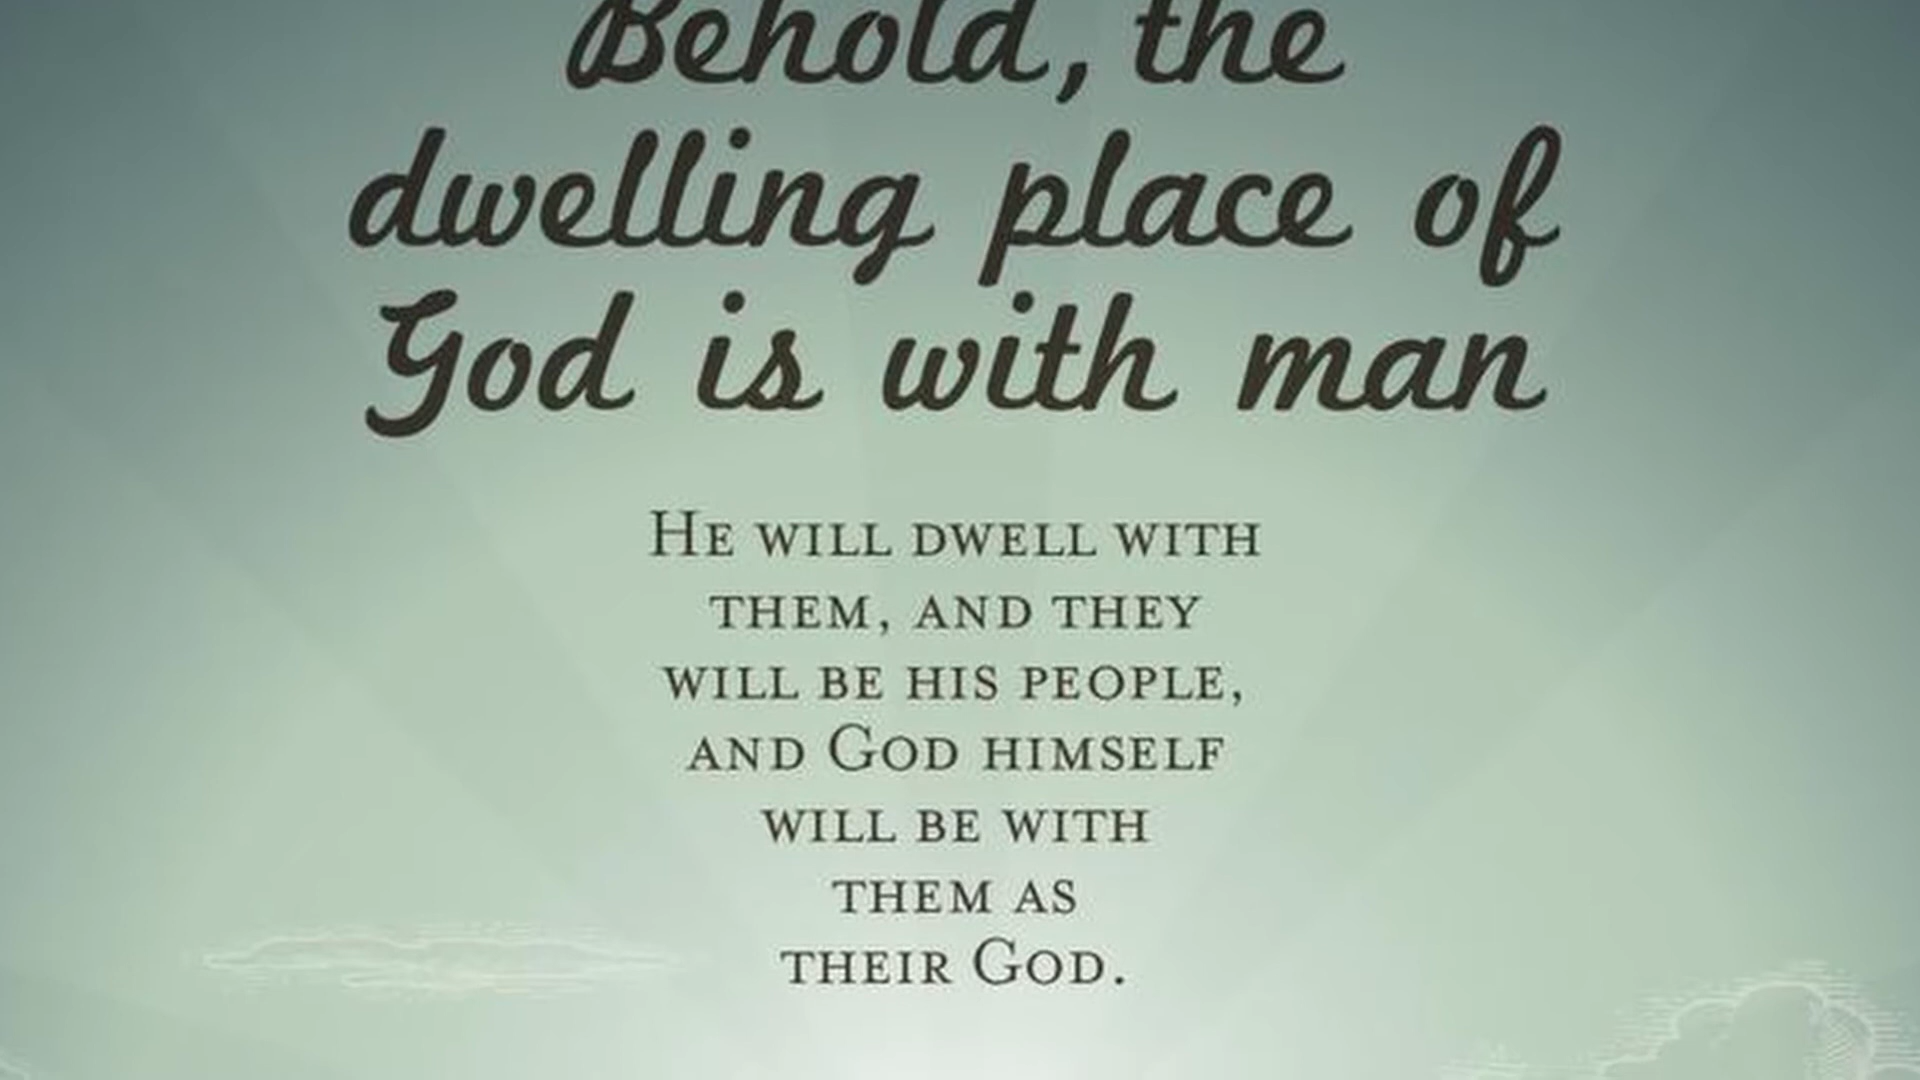 Behold, the
dwelling place of
God is with man
He will dwell with
them, and they
will be his people,
and God himself
will be with
them as
their God.